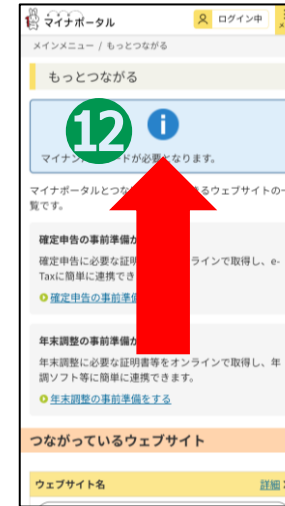 マイナポータル
ログイン中
メインメニュー / もっとつながる
もっとつながる
12
マイナン ードが必要となります。
マイナポータルとつな るウェブサイトの一
覧です。
確定申告の事前準備が
確定申告に必要な証明 ラインで取得し、e-
Taxに簡単に連携でき
確定申告の事前準備
年末調整の事前準備が
年末調整に必要な証明書等をオンラインで取得し、年
調ソフト等に簡単に連携できます。
年末調整の事前準備をする
つながっているウェブサイト
ウェブサイト名
詳細